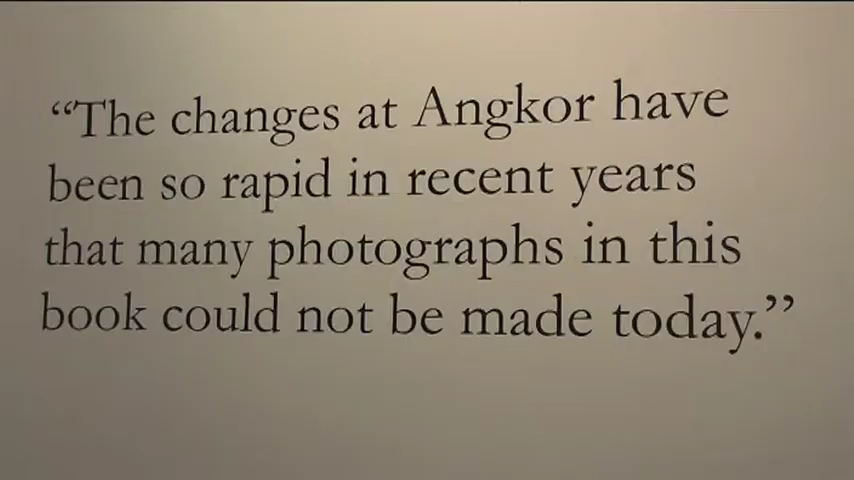 “The changes at Angkor have
been so rapid in recent years
that many photographs in this
book could not be made today.”